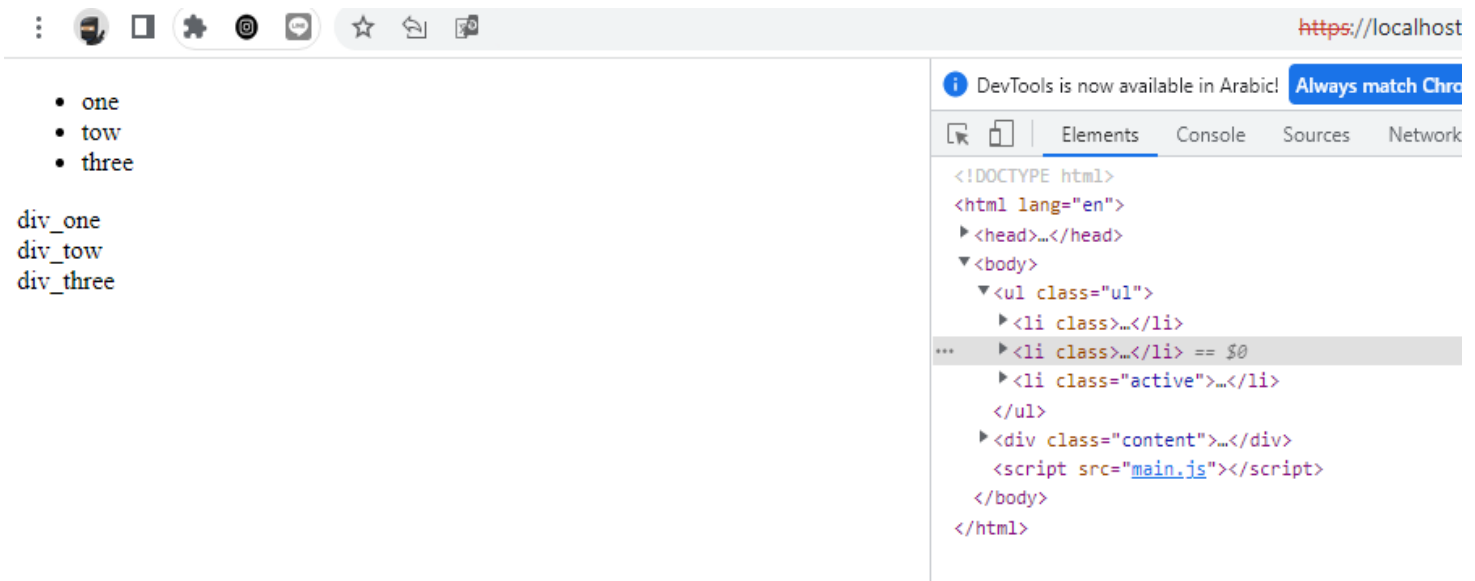 https://localhost
one
tow
three
div_one
div_tow
div_three
DevTools is now available in Arabic! Always match Chro
Elements Console Sources Network
<!DOCTYPE html>
<html lang="en">
<head>…</head>
<body>
<ul class="ul">
<li class>…</li>
<li class>…</li> == $0
<li class="active">…</li>
</ul>
<div class="content">…</div>
<script src="main.js"></script>
</body>
</html>